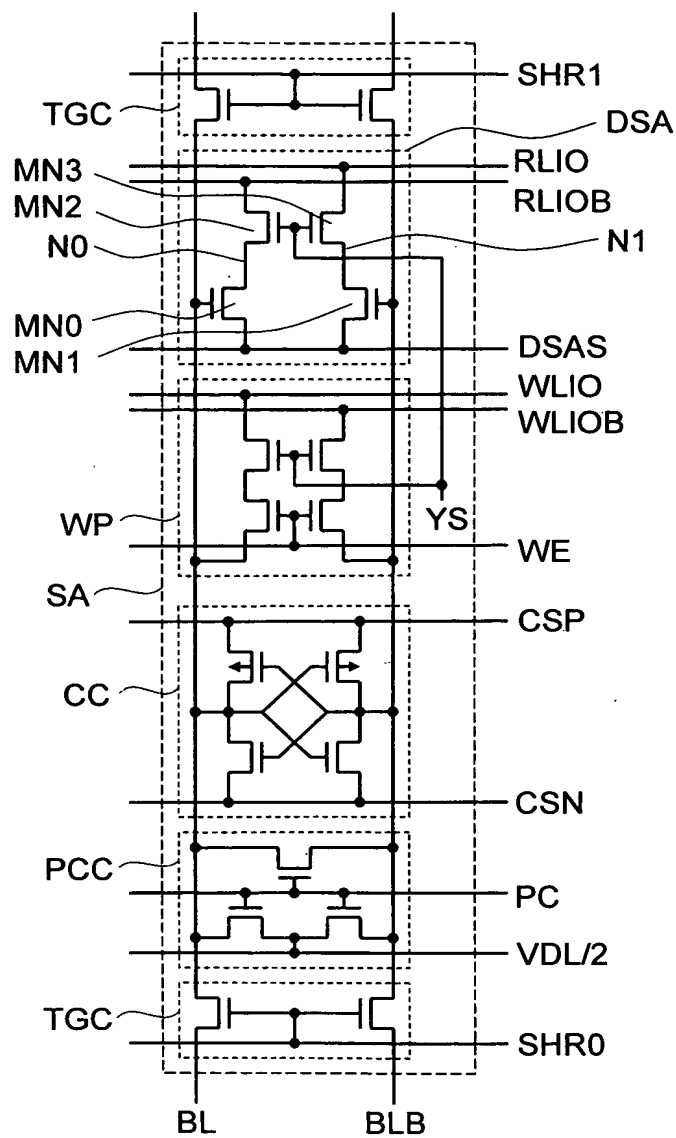 SHR1
TGC
DSA
RLIO
MN3
RLIOB
MN2
N0
N1
MN0
MN1
DSAS
WLIO
WLIOB
YS
WP
WE
SA
CSP
CC
CSN
PCC
PC
VDL/2
TGC
SHR0
BL
BLB